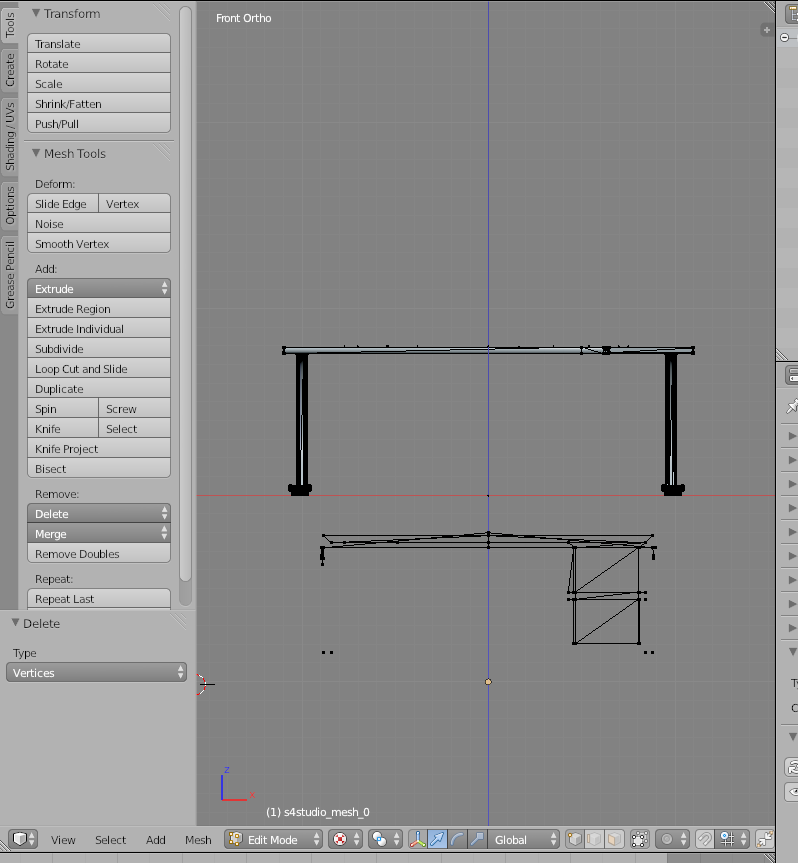 Tools
Create
Shading / UVs
Options
Grease Pencil
Transform
Translate
Rotate
Scale
Shrink/Fatten
Push/Pull
Mesh Tools
Deform:
Slide Edge Vertex
Noise
Smooth Vertex
Add:
Extrude
Extrude Region
Extrude Individual
Subdivide
Loop Cut and Slide
Duplicate
Spin Screw
Knife Select
Knife Project
Bisect
Remove:
Delete
Merge
Remove Doubles
Repeat:
Repeat Last
Delete
Type
Vertices
Front Ortho
z
x
(1) s4studio_mesh_0
View Select Add Mesh Edit Mode Global